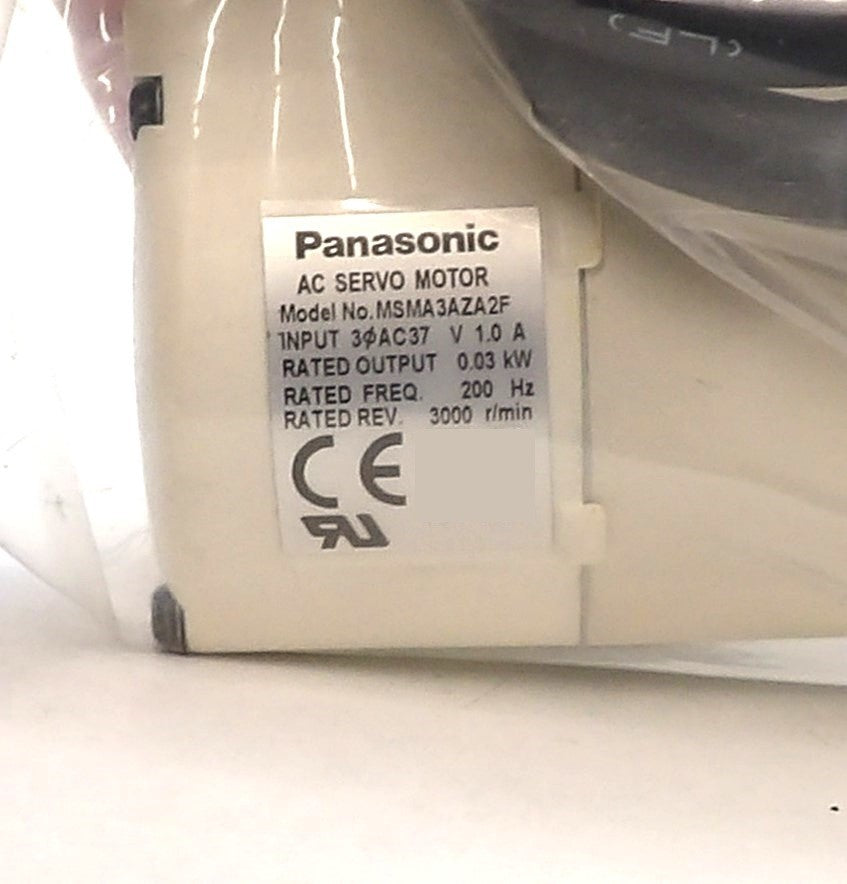 Panasonic
AC SERVO MOTOR
Model No. MSMA3AZA2F
INPUT 3ϕAC37 V 1.0 A
RATED OUTPUT 0.03 kW
RATED FREQ. 200 Hz
RATED REV. 3000 r/min
CE